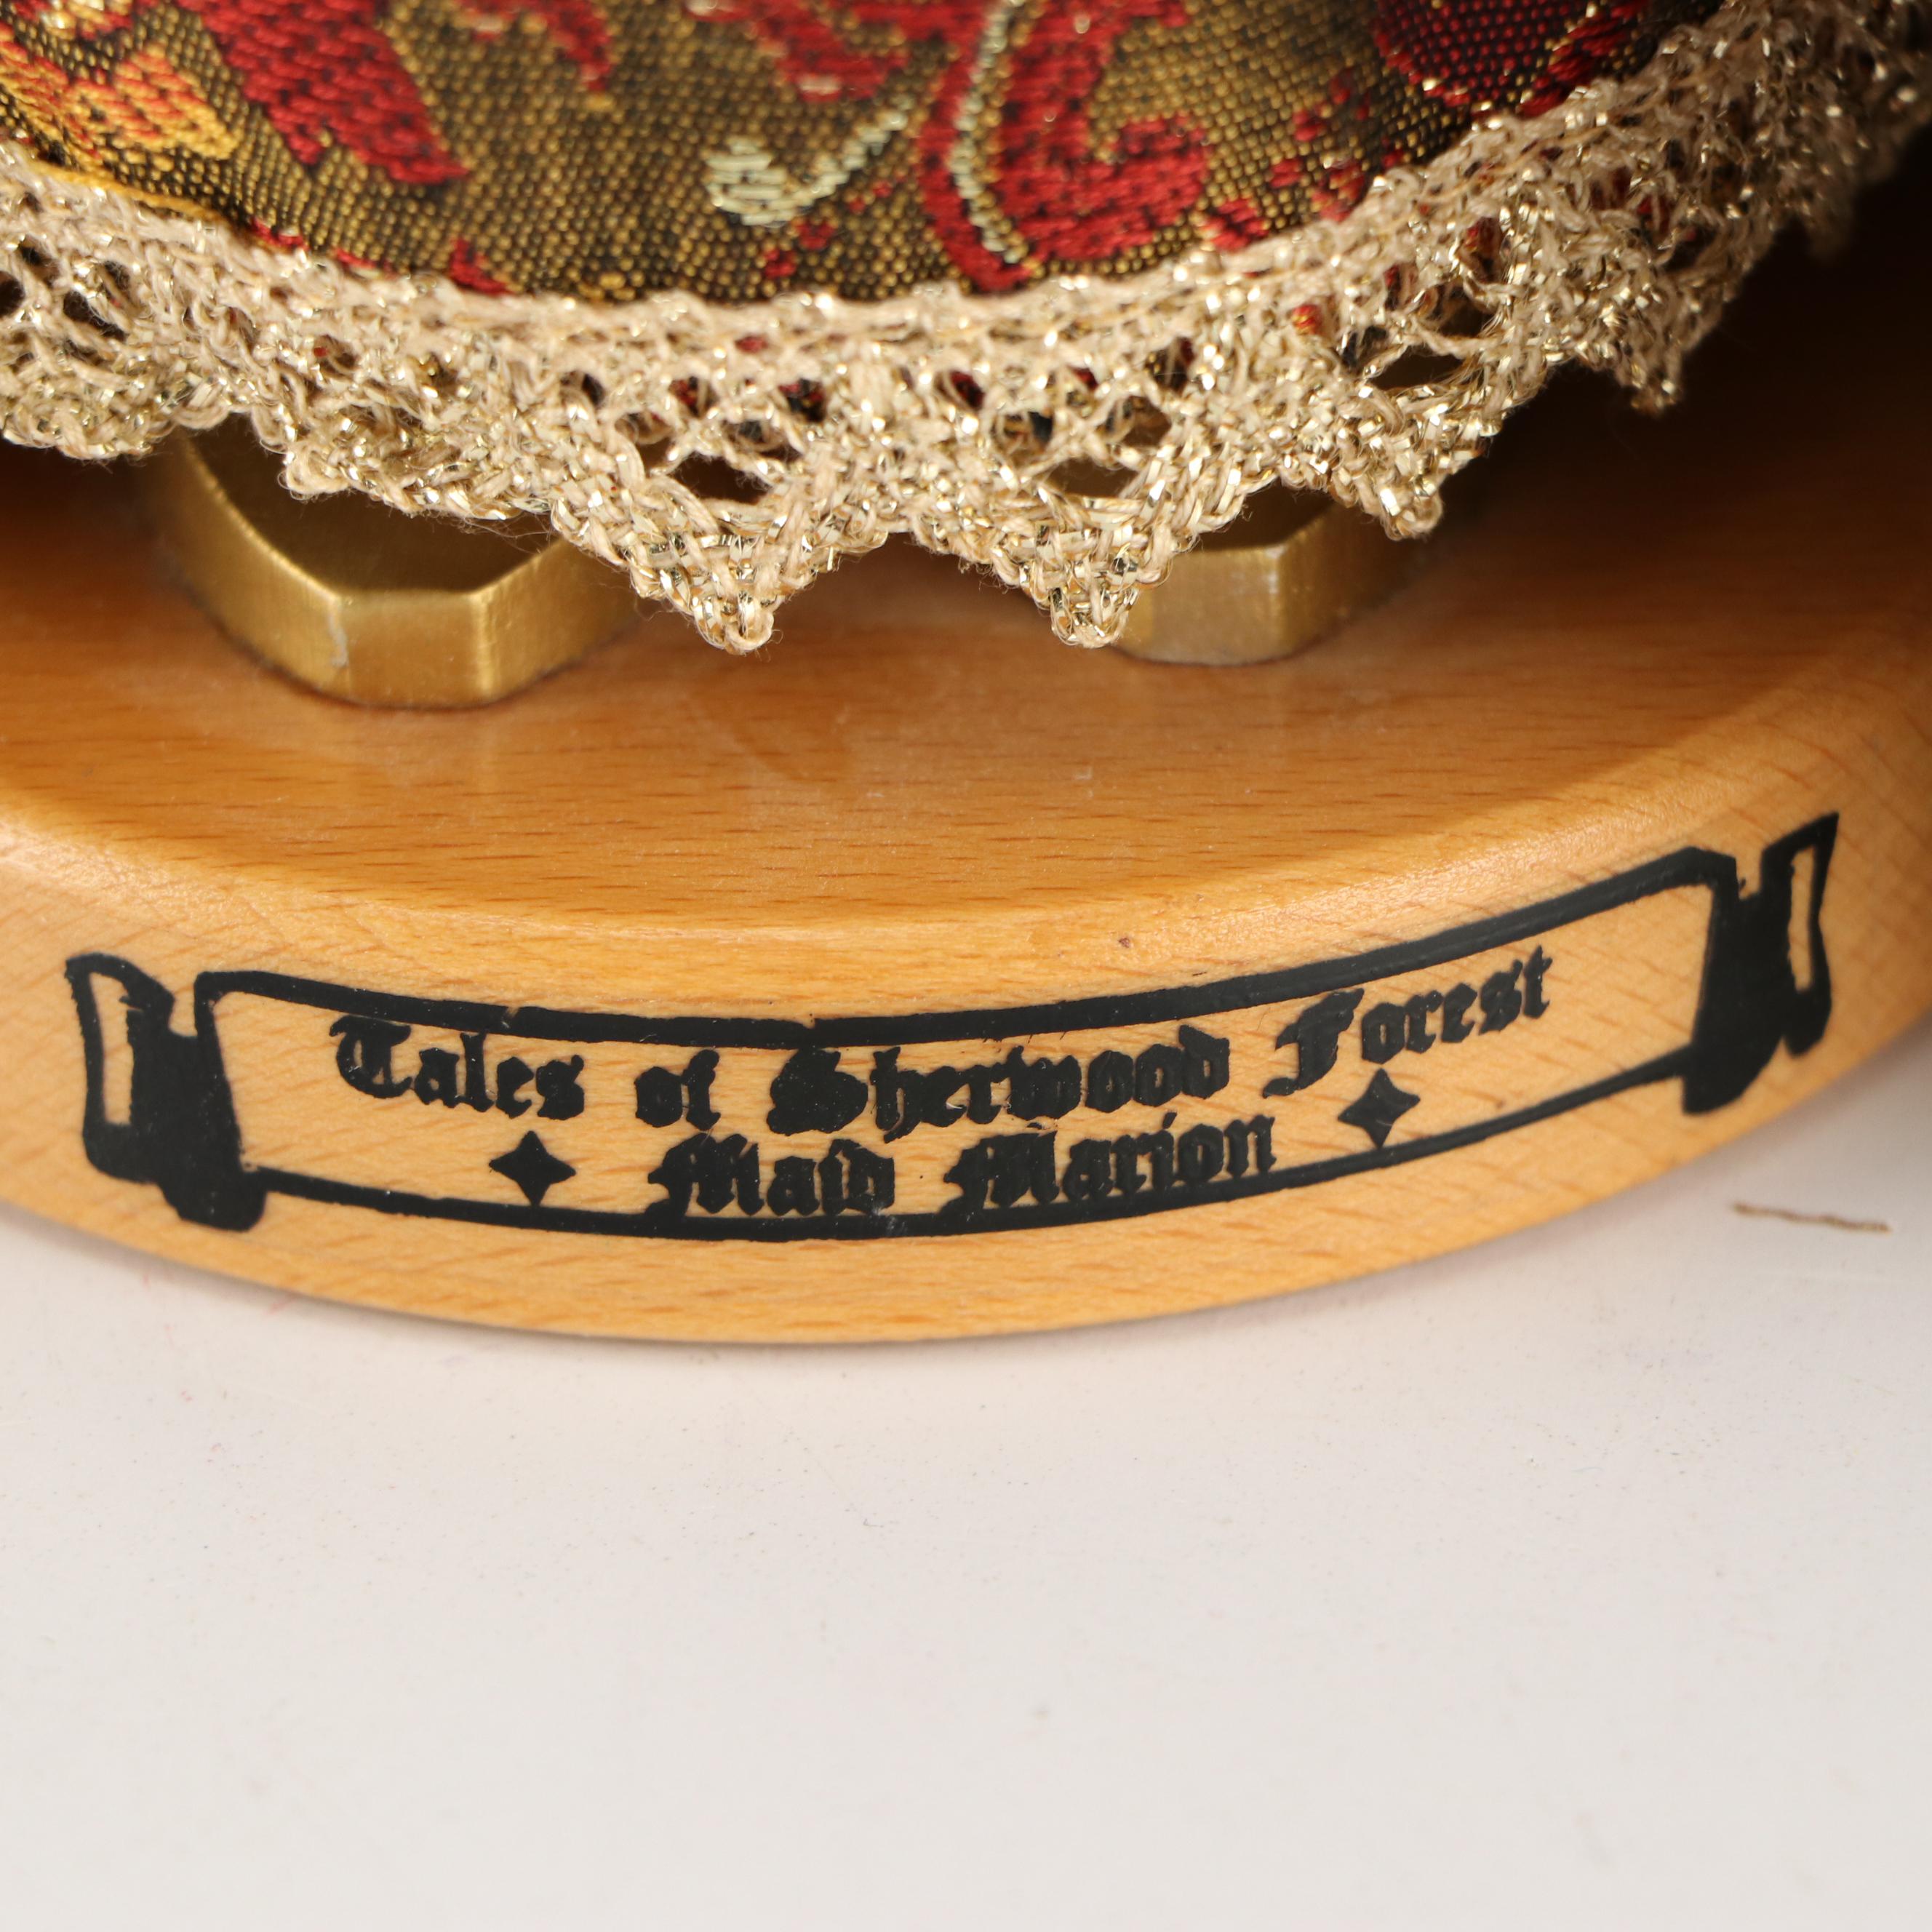 Tales of Sherwood Forest
Maid Marion